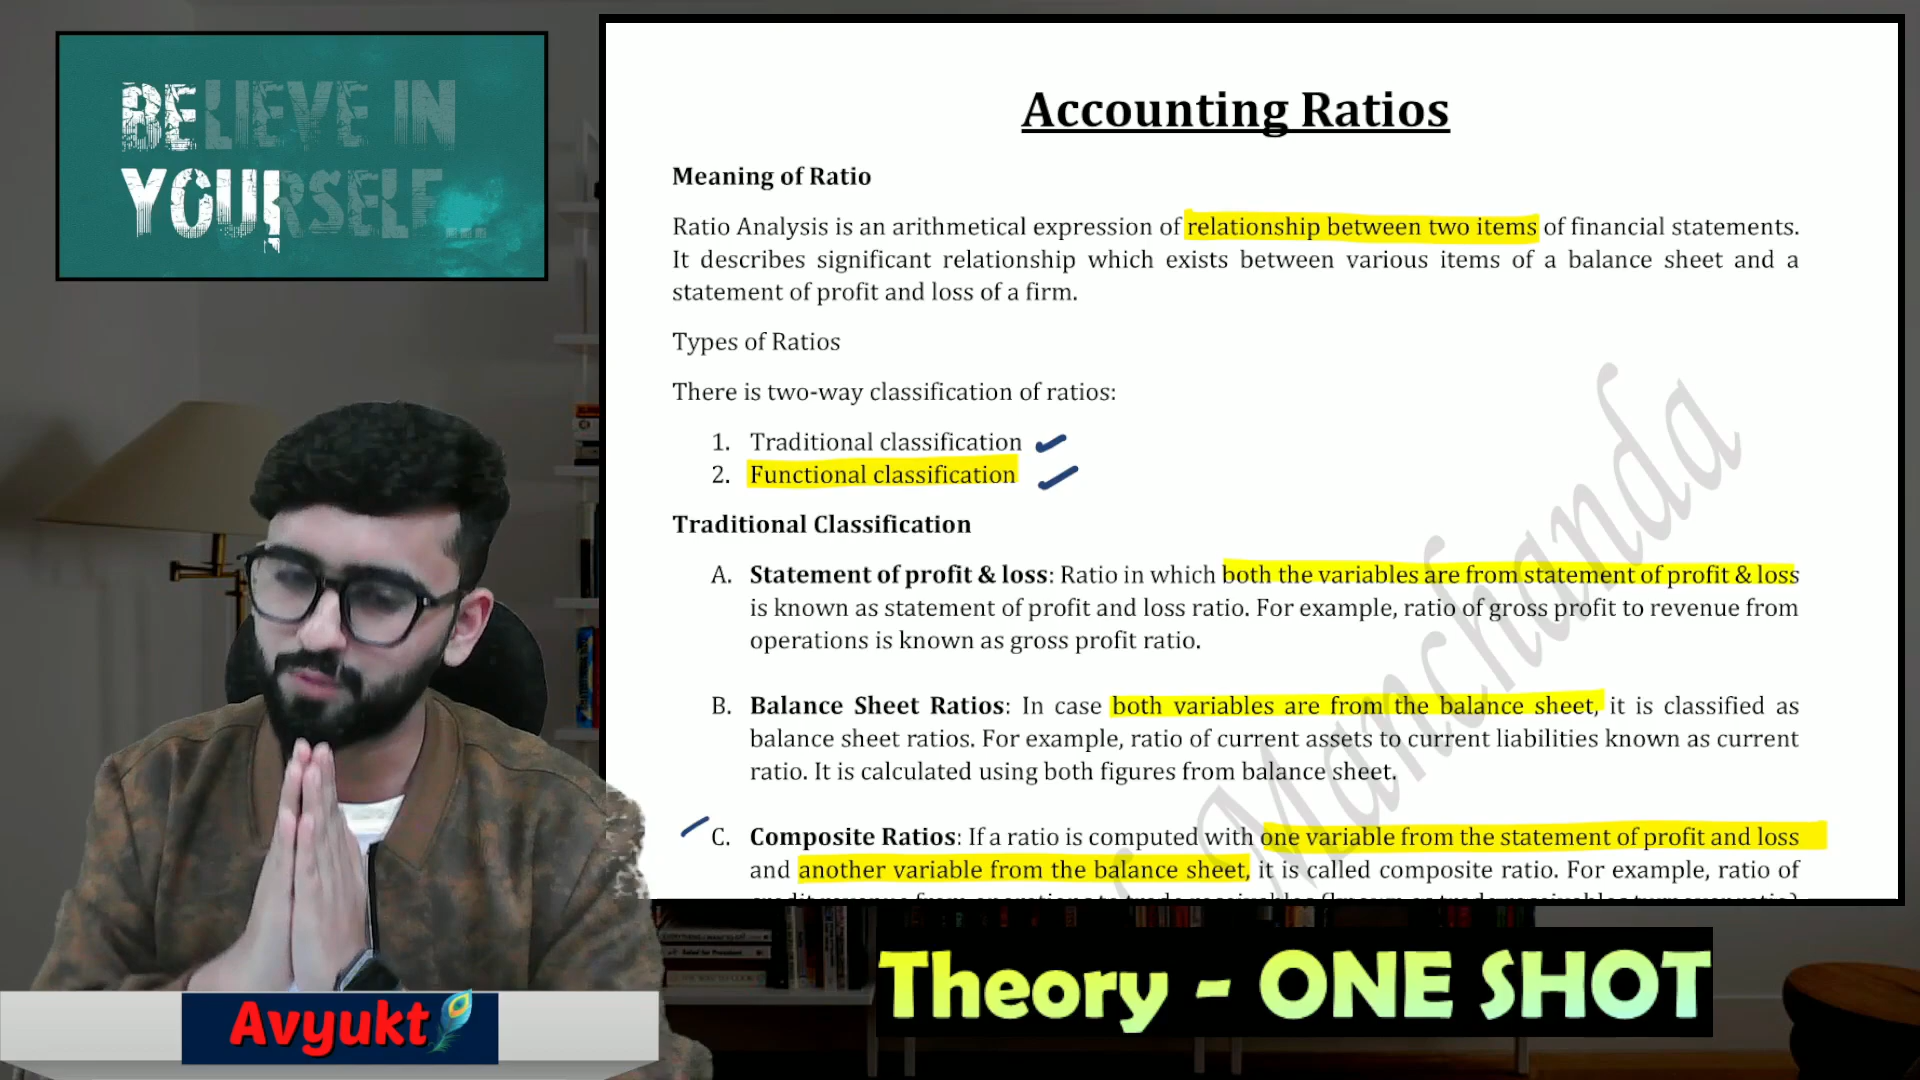 BELIEVE IN
YOURSELF...
Accounting Ratios
Meaning of Ratio
Ratio Analysis is an arithmetical expression of relationship between two items of financial statements.
It describes significant relationship which exists between various items of a balance sheet and a
statement of profit and loss of a firm.
Types of Ratios
There is two-way classification of ratios:
1. Traditional classification
2. Functional classification
Traditional Classification
A. Statement of profit & loss: Ratio in which both the variables are from statement of profit & loss
is known as statement of profit and loss ratio. For example, ratio of gross profit to revenue from
operations is known as gross profit ratio.
B. Balance Sheet Ratios: In case both variables are from the balance sheet, it is classified as
balance sheet ratios. For example, ratio of current assets to current liabilities known as current
ratio. It is calculated using both figures from balance sheet.
C. Composite Ratios: If a ratio is computed with one variable from the statement of profit and loss
and another variable from the balance sheet, it is called composite ratio. For example, ratio of
Manchanda
Theory - ONE SHOT
Avyukt